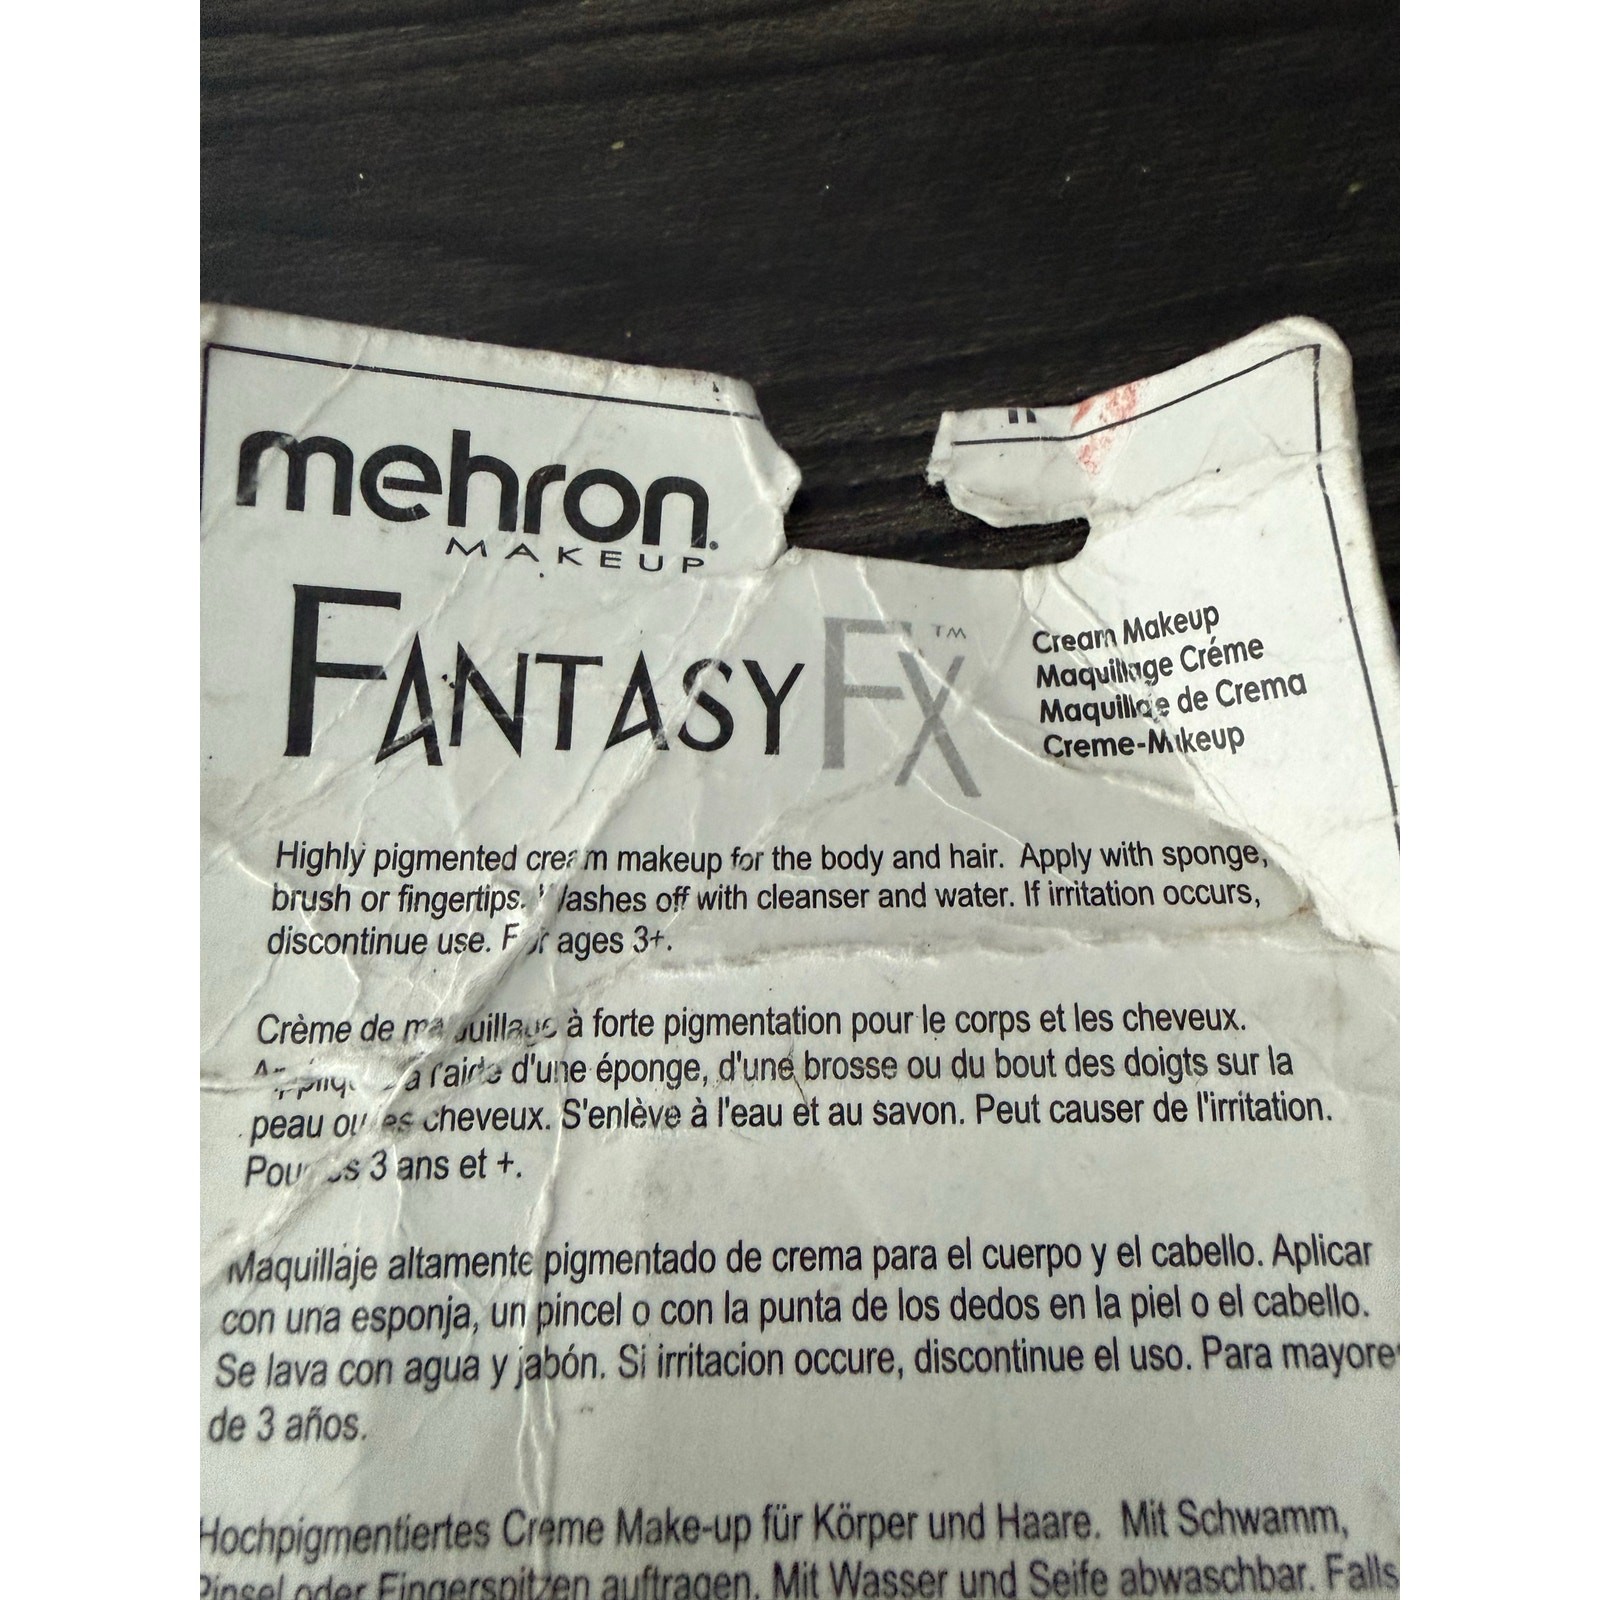 mehron
MAKEUP
FANTASY FX™
Cream Makeup
Maquillage Créme
Maquillaje de Crema
Creme-Makeup
Highly pigmented cream makeup for the body and hair. Apply with sponge,
brush or fingertips. Washes off with cleanser and water. If irritation occurs,
discontinue use. For ages 3+.
Crème de maquillage à forte pigmentation pour le corps et les cheveux.
à l'aide d'une éponge, d'une brosse ou du bout des doigts sur la
peau ou les cheveux. S'enlève à l'eau et au savon. Peut causer de l'irritation.
Pour les 3 ans et +.
Maquillaje altamente pigmentado de crema para el cuerpo y el cabello. Aplicar
con una esponja, un pincel o con la punta de los dedos en la piel o el cabello.
Se lava con agua y jabón. Si irritacion occure, discontinue el uso. Para mayores
de 3 años.
Hochpigmentiertes Creme Make-up für Körper und Haare. Mit Schwamm,
Pinsel oder Fingerspitzen auftragen. Mit Wasser und Seife abwaschbar. Falls